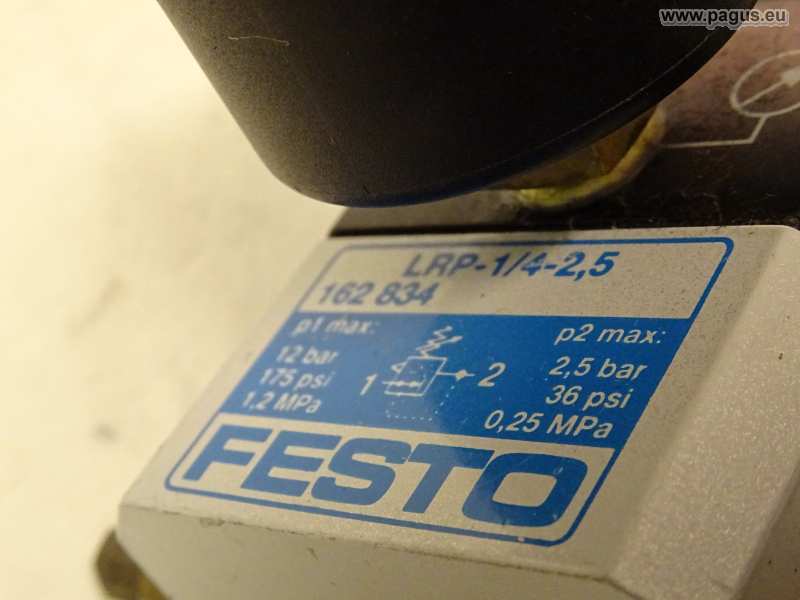 www.pagus.eu
LRP-1/4-2,5
162 834
p1 max:
12 bar
175 psi
1,2 MPa
1 2
p2 max:
2,5 bar
36 psi
0,25 MPa
FESTO